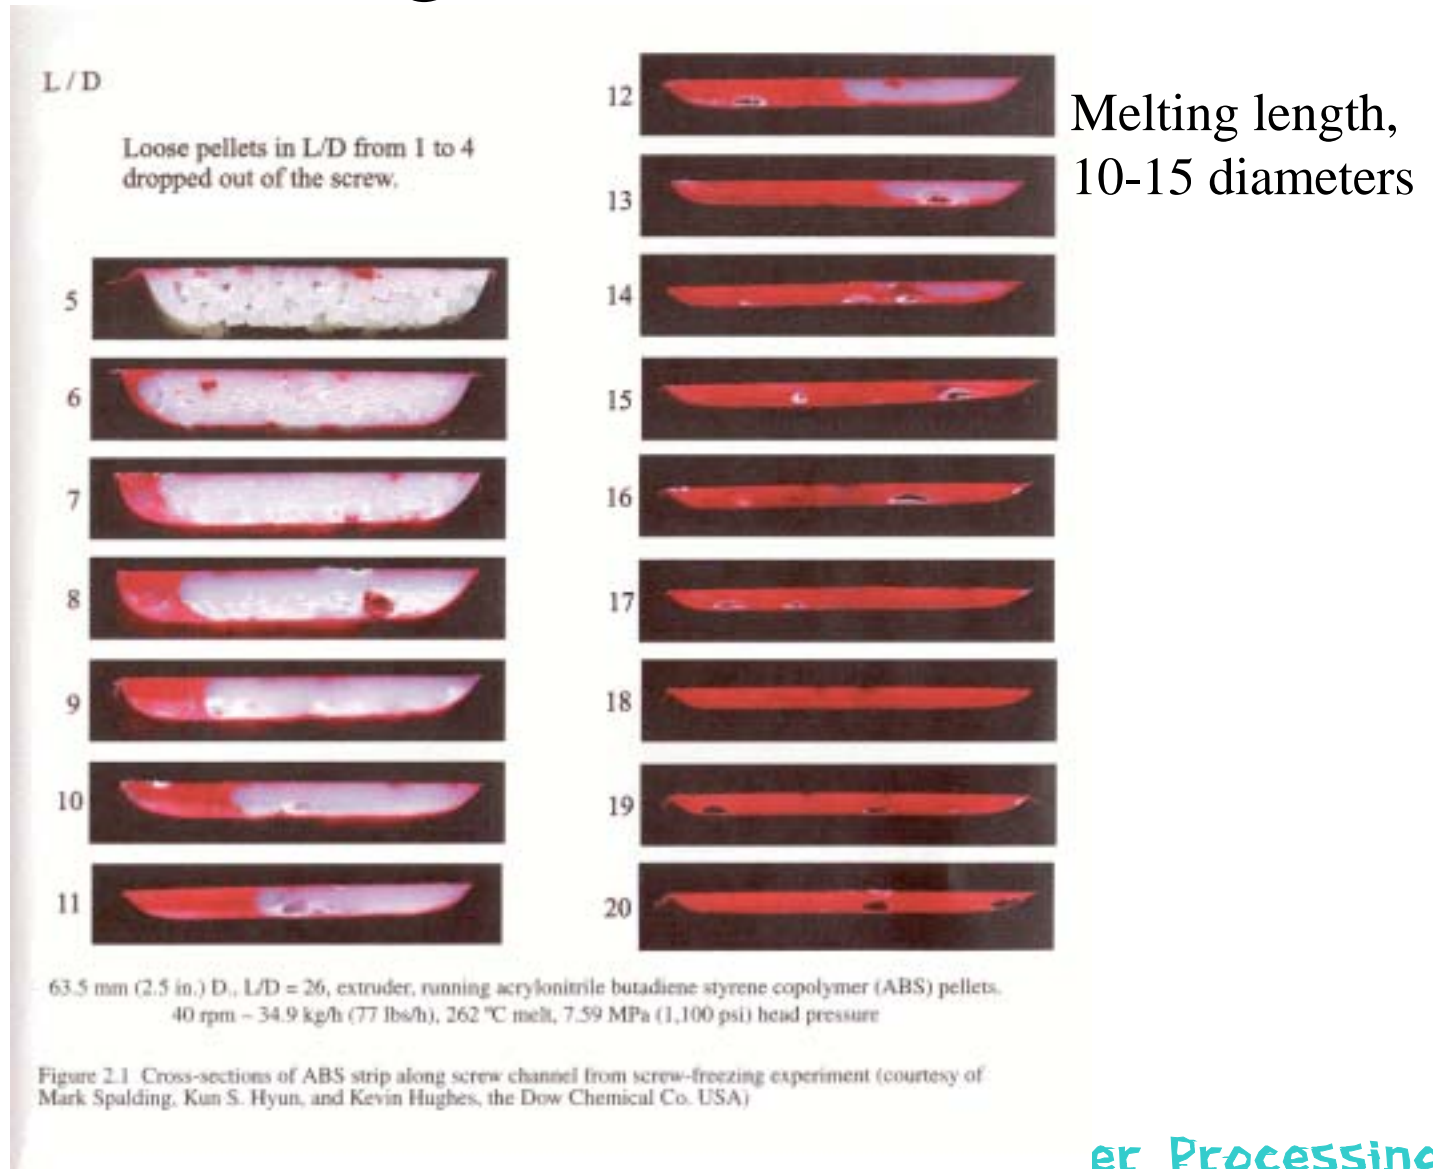 L / D
Loose pellets in L/D from 1 to 4
dropped out of the screw.
5
6
7
8
9
10
11
12
13
14
15
16
17
18
19
20
Melting length,
10-15 diameters
63.5 mm (2.5 in.) D., L/D = 26, extruder, running acrylonitrile butadiene styrene copolymer (ABS) pellets.
40 rpm – 34.9 kg/h (77 lbs/h), 262 °C melt, 7.59 MPa (1,100 psi) head pressure
Figure 2.1 Cross-sections of ABS strip along screw channel from screw-freezing experiment (courtesy of
Mark Spalding, Kun S. Hyun, and Kevin Hughes, the Dow Chemical Co. USA)
er Processing